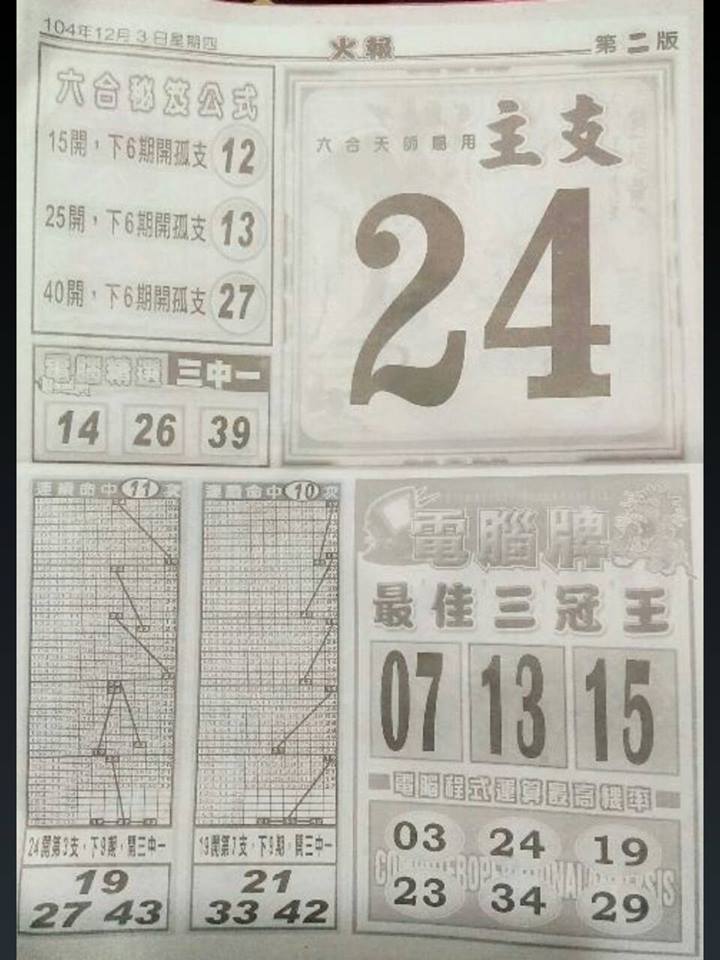 104年12月3日星期四
火報
第二版
六合秘笈公式
15開，下6期開孤支 12
25開，下6期開孤支 13
40開，下6期開孤支 27
電腦精選 三中一
14 26 39
六合天師 用
主支
24
連續命中 11 次
24開第3支，下9期，開三中一
19
27 43
連續命中 10 次
19開第7支，下9期，開三中一
21
33 42
電腦牌
最佳三冠王
07 13 15
電腦程式運算最高機率
03 24 19
23 34 29